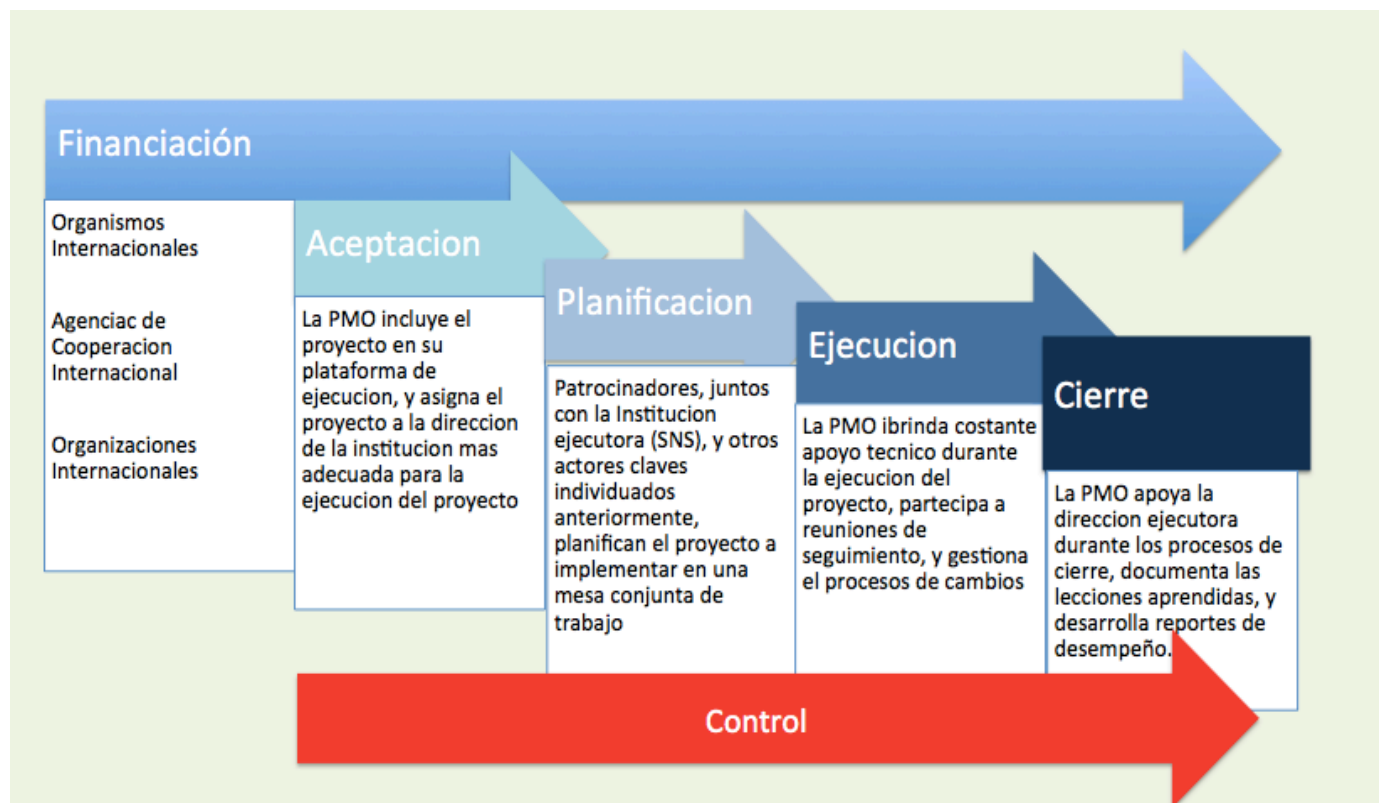 Financiación
Organismos
Internacionales
Agenciac de
Cooperacion
Internacional
Organizaciones
Internacionales
Aceptacion
La PMO incluye el
proyecto en su
plataforma de
ejecucion, y asigna el
proyecto a la direccion
de la institucion mas
adecuada para la
ejecucion del proyecto
Planificacion
Patrocinadores, juntos
con la Institucion
ejecutora (SNS), y otros
actores claves
individuados
anteriormente,
planifican el proyecto a
implementar en una
mesa conjunta de
trabajo
Ejecucion
La PMO ibrinda costante
apoyo tecnico durante
la ejecucion del
proyecto, partecipa a
reuniones de
seguimiento, y gestiona
el procesos de cambios
Cierre
La PMO apoya la
direccion ejecutora
durante los procesos de
cierre, documenta las
lecciones aprendidas, y
desarrolla reportes de
desempeño.
Control